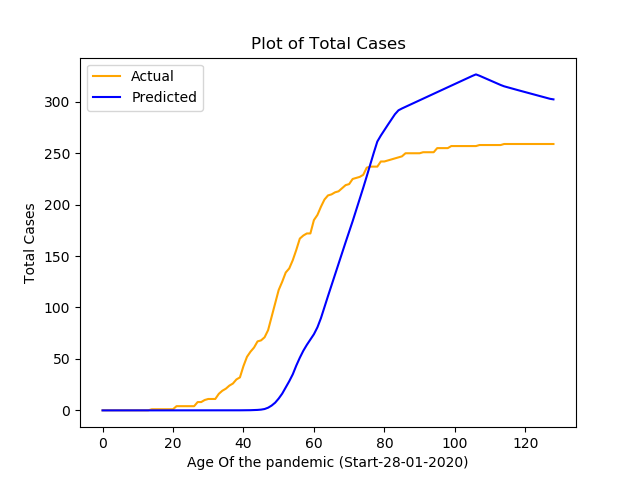 Plot of Total Cases
Actual
Predicted
Total Cases
300
250
200
150
100
50
0
0 20 40 60 80 100 120
Age Of the pandemic (Start-28-01-2020)